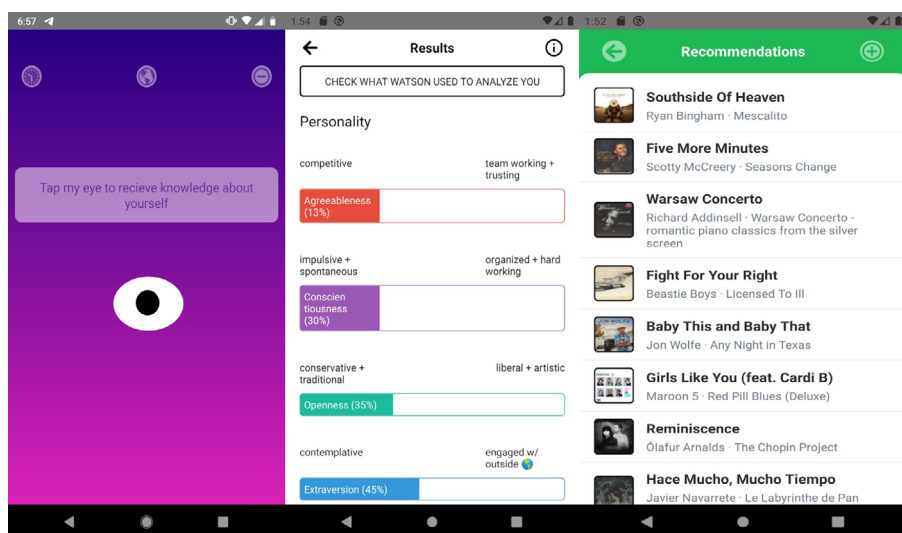 6:57
Tap my eye to recieve knowledge about
yourself
1:54
Results
CHECK WHAT WATSON USED TO ANALYZE YOU
Personality
competitive
team working +
trusting
Agreeableness
(13%)
impulsive +
spontaneous
organized + hard
working
Conscien
tiousness
(30%)
conservative +
traditional
liberal + artistic
Openness (35%)
contemplative
engaged w/
outside 🌎
Extraversion (45%)
1:52
Recommendations
Southside Of Heaven
Ryan Bingham · Mescalito
Five More Minutes
Scotty McCreery · Seasons Change
Warsaw Concerto
Richard Addinsell · Warsaw Concerto -
romantic piano classics from the silver
screen
Fight For Your Right
Beastie Boys · Licensed To Ill
Baby This and Baby That
Jon Wolfe · Any Night in Texas
Girls Like You (feat. Cardi B)
Maroon 5 · Red Pill Blues (Deluxe)
Reminiscence
Ólafur Arnalds · The Chopin Project
Hace Mucho, Mucho Tiempo
Javier Navarrete · Le Labyrinthe de Pan